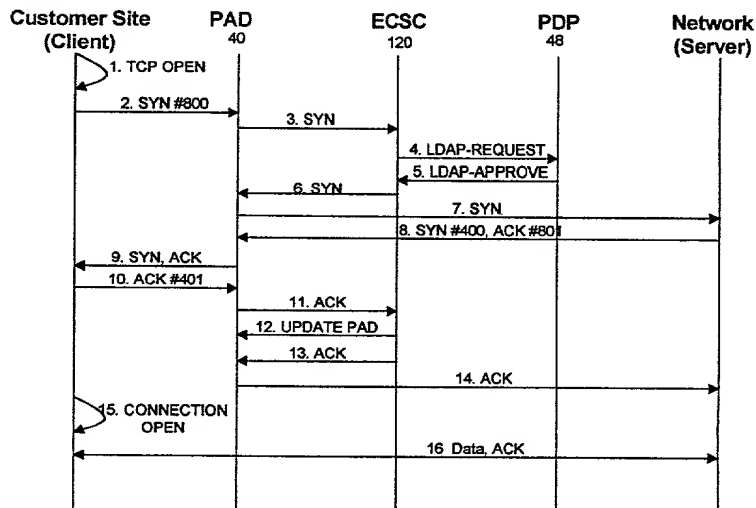 Customer Site PAD ECSC PDP Network
(Client) 40 120 48 (Server)
1. TCP OPEN
2. SYN #800
3. SYN
4. LDAP-REQUEST
5. LDAP-APPROVE
6. SYN
7. SYN
8. SYN #400, ACK #801
9. SYN, ACK
10. ACK #401
11. ACK
12. UPDATE PAD
13. ACK
14. ACK
15. CONNECTION
OPEN
16 Data, ACK